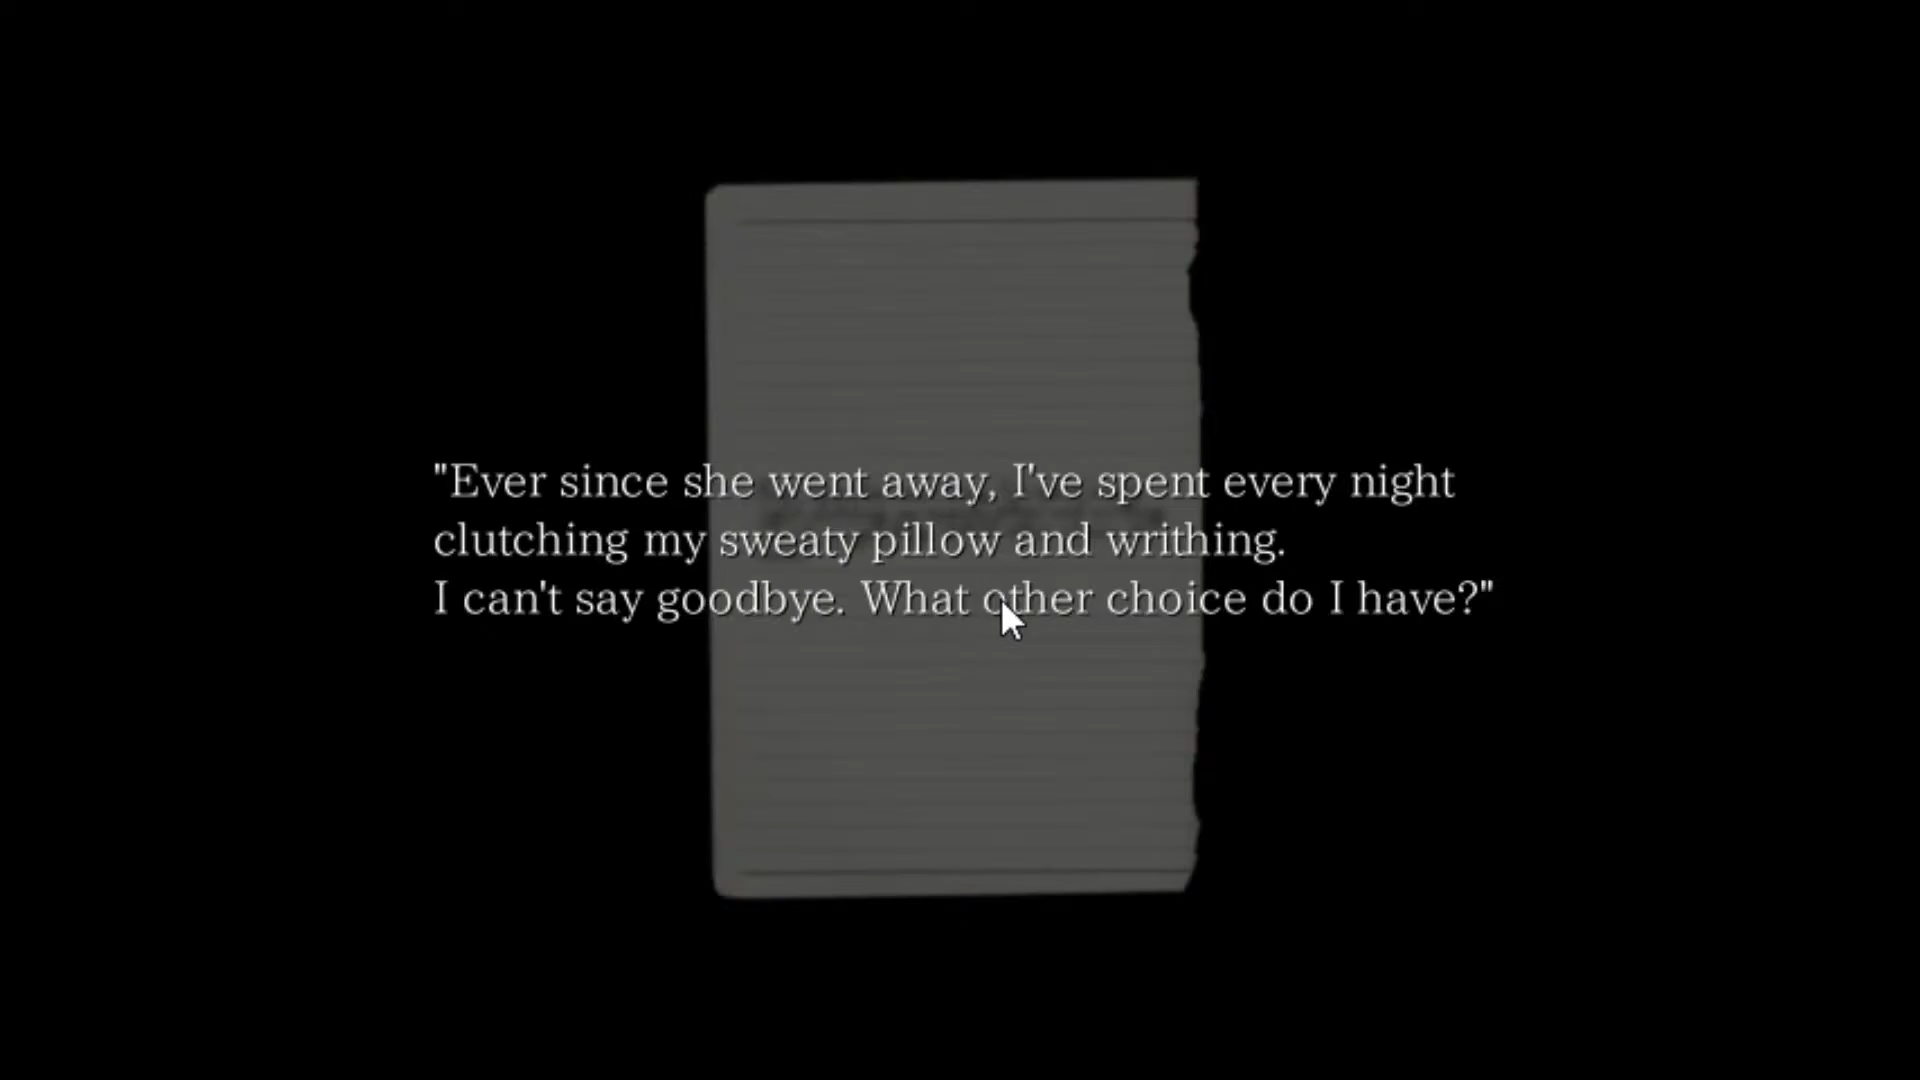 "Ever since she went away, I've spent every night
clutching my sweaty pillow and writhing.
I can't say goodbye. What other choice do I have?"